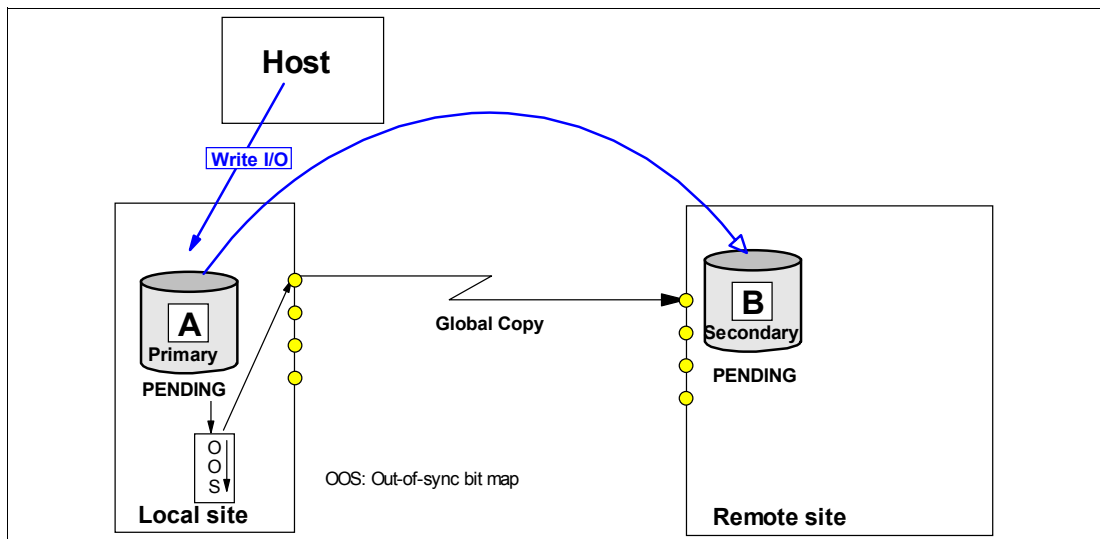 Host
Write I/O
A
Primary
PENDING
O
O
S
Local site
Global Copy
OOS: Out-of-sync bit map
B
Secondary
PENDING
Remote site